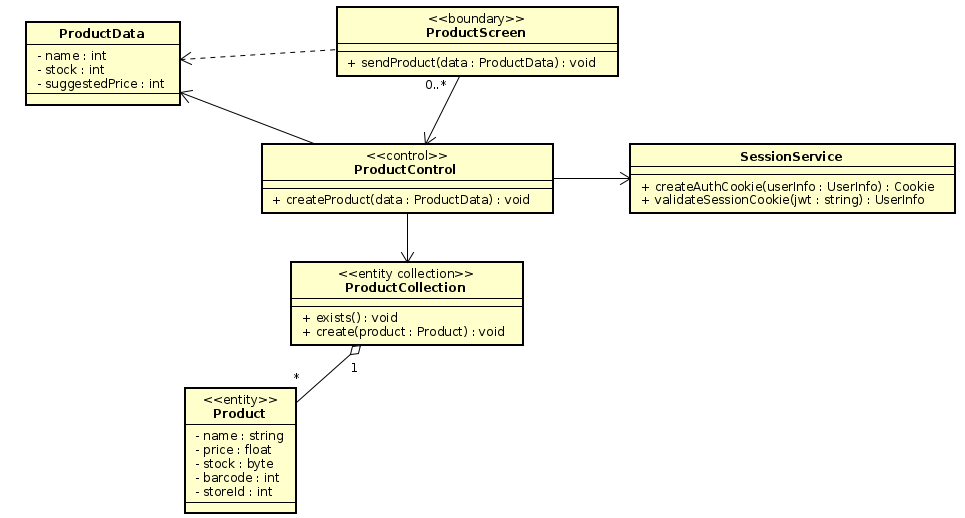 ProductData
- name : int
- stock : int
- suggestedPrice : int
<<boundary>>
ProductScreen
+ sendProduct(data : ProductData) : void
0..*
<<control>>
ProductControl
+ createProduct(data : ProductData) : void
SessionService
+ createAuthCookie(userInfo : UserInfo) : Cookie
+ validateSessionCookie(jwt : string) : UserInfo
<<entity collection>>
ProductCollection
+ exists() : void
+ create(product : Product) : void
1
*
<<entity>>
Product
- name : string
- price : float
- stock : byte
- barcode : int
- storeId : int